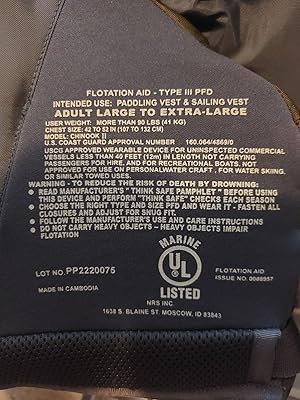 FLOTATION AID - TYPE III PFD
INTENDED USE: PADDLING VEST & SAILING VEST
ADULT LARGE TO EXTRA-LARGE
USER WEIGHT: MORE THAN 90 LBS (41 KG)
CHEST SIZE: 42 TO 52 IN (107 TO 132 CM)
MODEL: CHINOOK II
U.S. COAST GUARD APPROVAL NUMBER 160.064/4869/0
USCG APPROVED WEARABLE DEVICE FOR UNINSPECTED COMMERCIAL
VESSELS LESS THAN 40 FEET (12m) IN LENGTH NOT CARRYING
PASSENGERS FOR HIRE, AND FOR RECREATIONAL BOATS. NOT
APPROVED FOR USE ON PERSONALWATER CRAFT, FOR WATER SKIING,
OR SIMILAR TOWED USES.
WARNING - TO REDUCE THE RISK OF DEATH BY DROWNING:
● READ MANUFACTURER'S "THINK SAFE PAMPHLET" BEFORE USING
THIS DEVICE AND PERFORM "THINK SAFE" CHECKS EACH SEASON
● CHOOSE THE RIGHT TYPE AND SIZE PFD AND WEAR IT - FASTEN ALL
CLOSURES AND ADJUST FOR SNUG FIT.
● FOLLOW THE MANUFACTURER'S USE AND CARE INSTRUCTIONS
● DO NOT CARRY HEAVY OBJECTS - HEAVY OBJECTS IMPAIR
FLOTATION
MARINE
UL
LISTED
LOT NO. PP2220075
MADE IN CAMBODIA
FLOTATION AID
ISSUE NO
NRS INC.
1638 S. BLAINE ST. MOSCOW, ID 83843